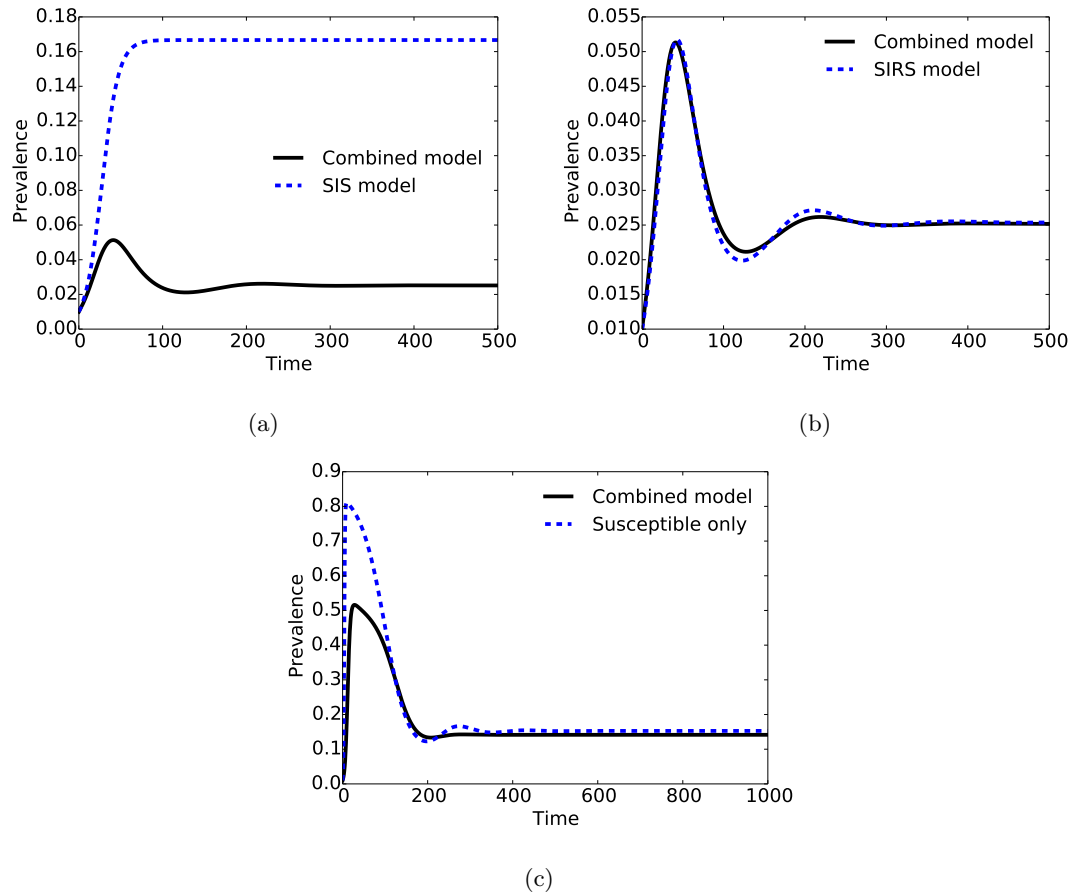 0.18
0.16
0.14
0.12
0.10
0.08
0.06
0.04
0.02
0.00
Prevalence
Combined model
SIS model
0 100 200 300 400 500
Time
(a)
0.055
0.050
0.045
0.040
0.035
0.030
0.025
0.020
0.015
0.010
Prevalence
Combined model
SIRS model
0 100 200 300 400 500
Time
(b)
0.9
0.8
0.7
0.6
0.5
0.4
0.3
0.2
0.1
0.0
Prevalence
Combined model
Susceptible only
0 200 400 600 800 1000
Time
(c)